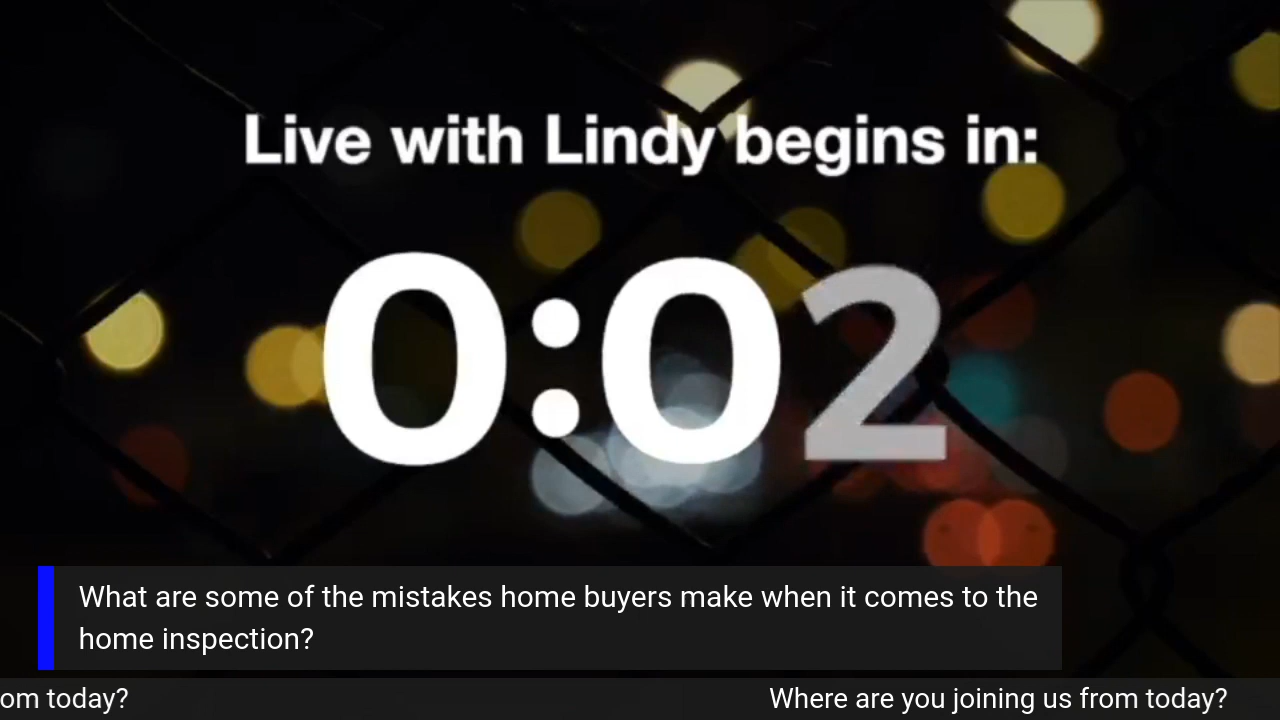 Live with Lindy begins in:
0:02
What are some of the mistakes home buyers make when it comes to the
home inspection?
om today? Where are you joining us from today?